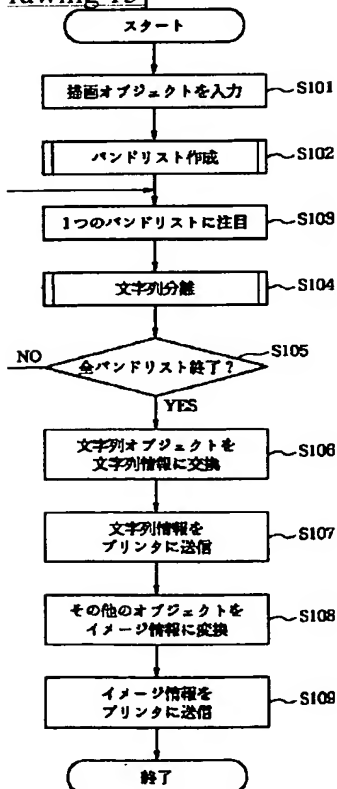 スタート
描画オブジェクトを入力
S101
バンドリスト作成
S102
1つのバンドリストに注目
S103
文字列分離
S104
NO
全バンドリスト終了?
S105
YES
文字列オブジェクトを
文字列情報に交換
S106
文字列情報を
プリンタに送信
S107
その他のオブジェクトを
イメージ情報に変換
S108
イメージ情報を
プリンタに送信
S109
終了